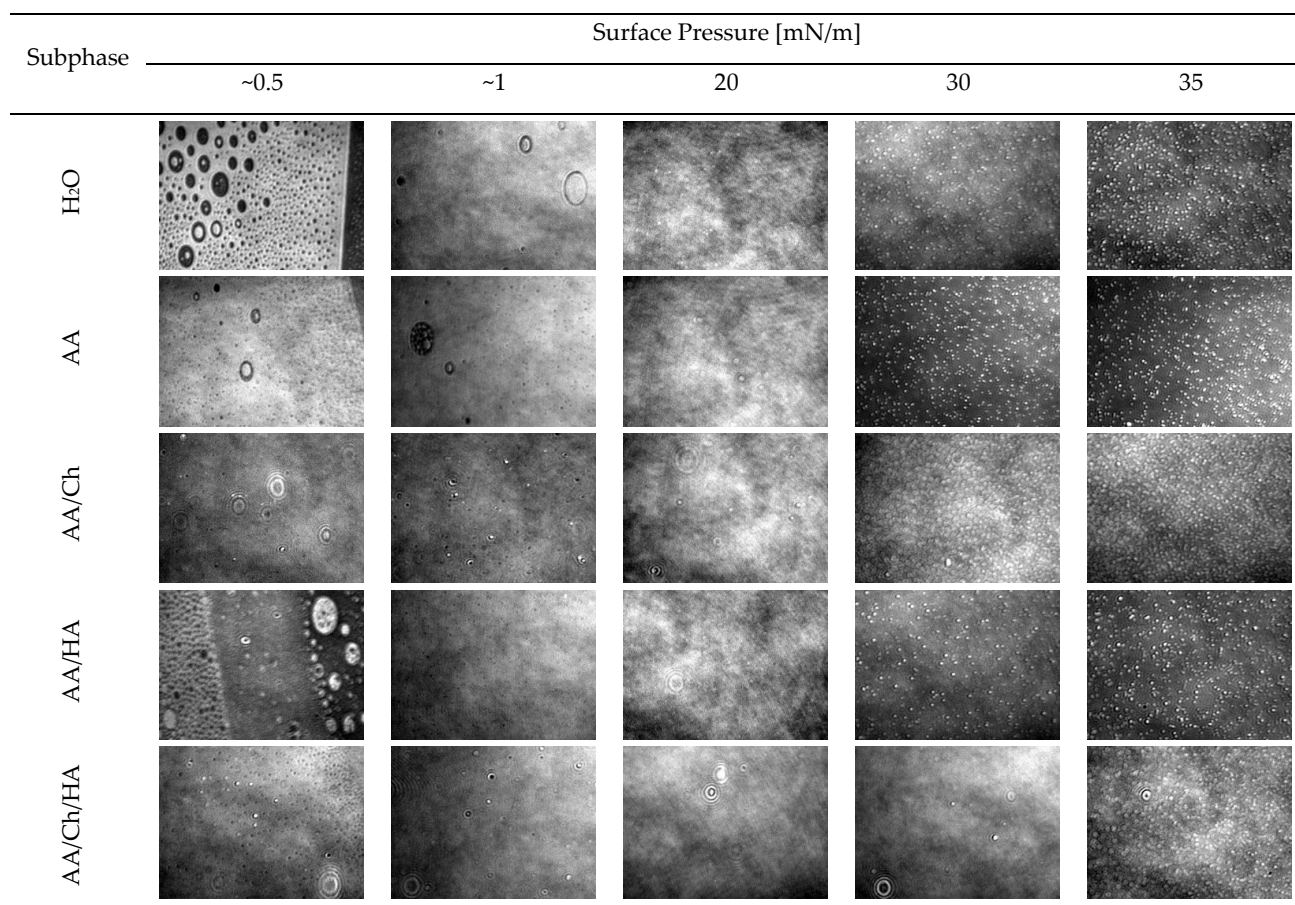 Surface Pressure [mN/m]
Subphase
~0.5 ~1 20 30 35
H₂O
AA
AA/Ch
AA/HA
AA/Ch/HA